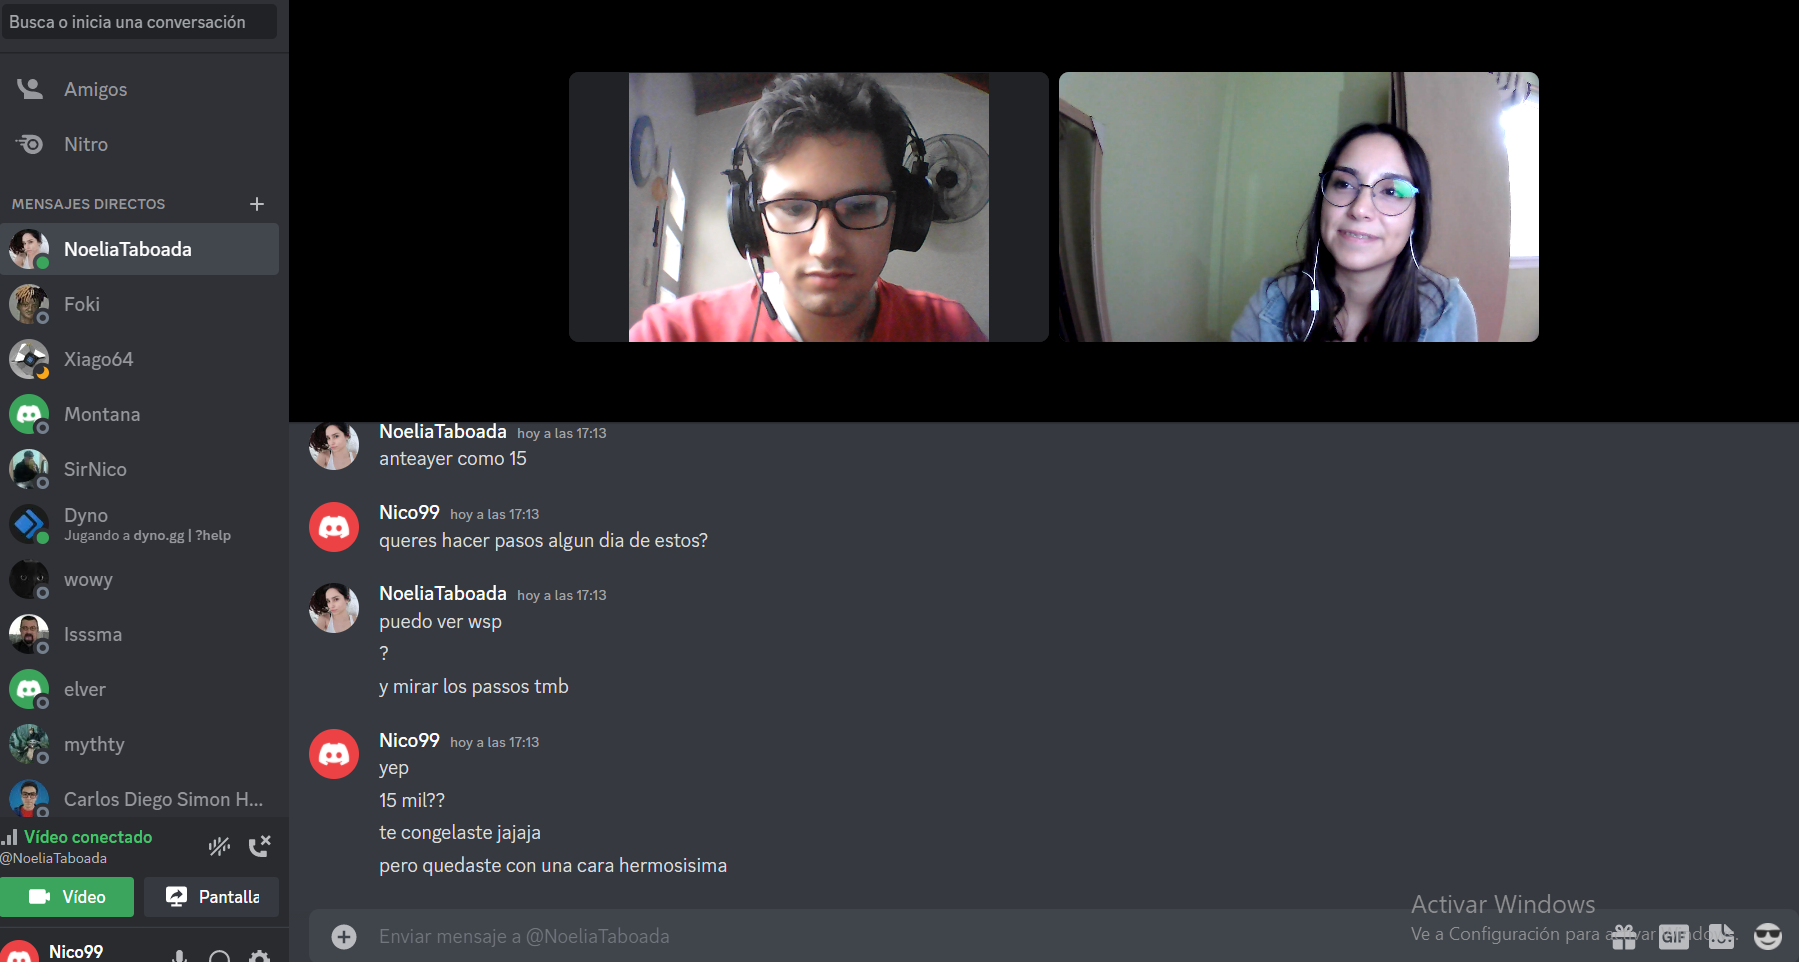 Busca o inicia una conversación
Amigos
Nitro
MENSAJES DIRECTOS
NoeliaTaboada
Foki
Xiago64
Montana
SirNico
Dyno
Jugando a dyno.gg | ?help
wowy
Isssma
elver
mythty
Carlos Diego Simon H...
Vídeo conectado
@NoeliaTaboada
Vídeo
Pantalla
Nico99
NoeliaTaboada hoy a las 17:13
anteayer como 15
Nico99 hoy a las 17:13
queres hacer pasos algun dia de estos?
NoeliaTaboada hoy a las 17:13
puedo ver wsp
?
y mirar los passos tmb
Nico99 hoy a las 17:13
yep
15 mil??
te congelaste jajaja
pero quedaste con una cara hermosisima
Enviar mensaje a @NoeliaTaboada
GIF
Activar Windows
Ve a Configuración para activar Windows.